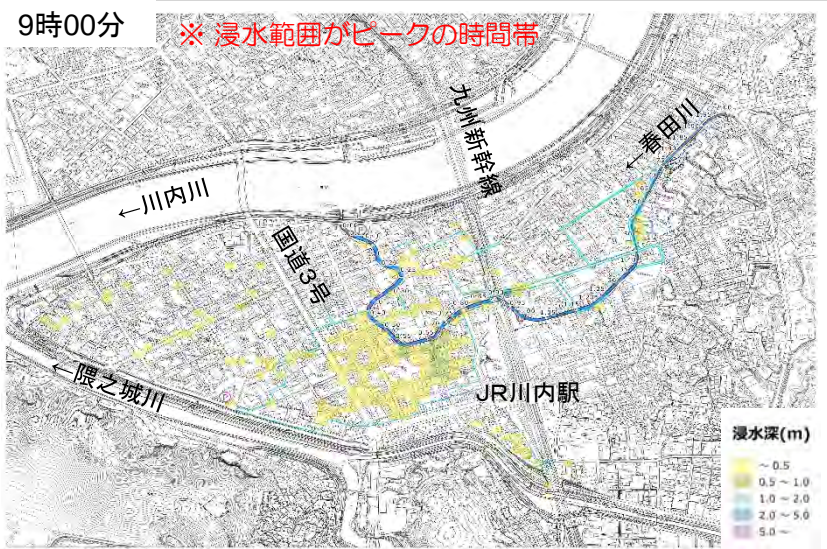 9時00分
※ 浸水範囲がピークの時間帯
九州新幹線
←春田川
←川内川
国道3号
←隈之城川
JR川内駅
浸水深(m)
～ 0.5
0.5 ～ 1.0
1.0 ～ 2.0
2.0 ～ 5.0
5.0 ～